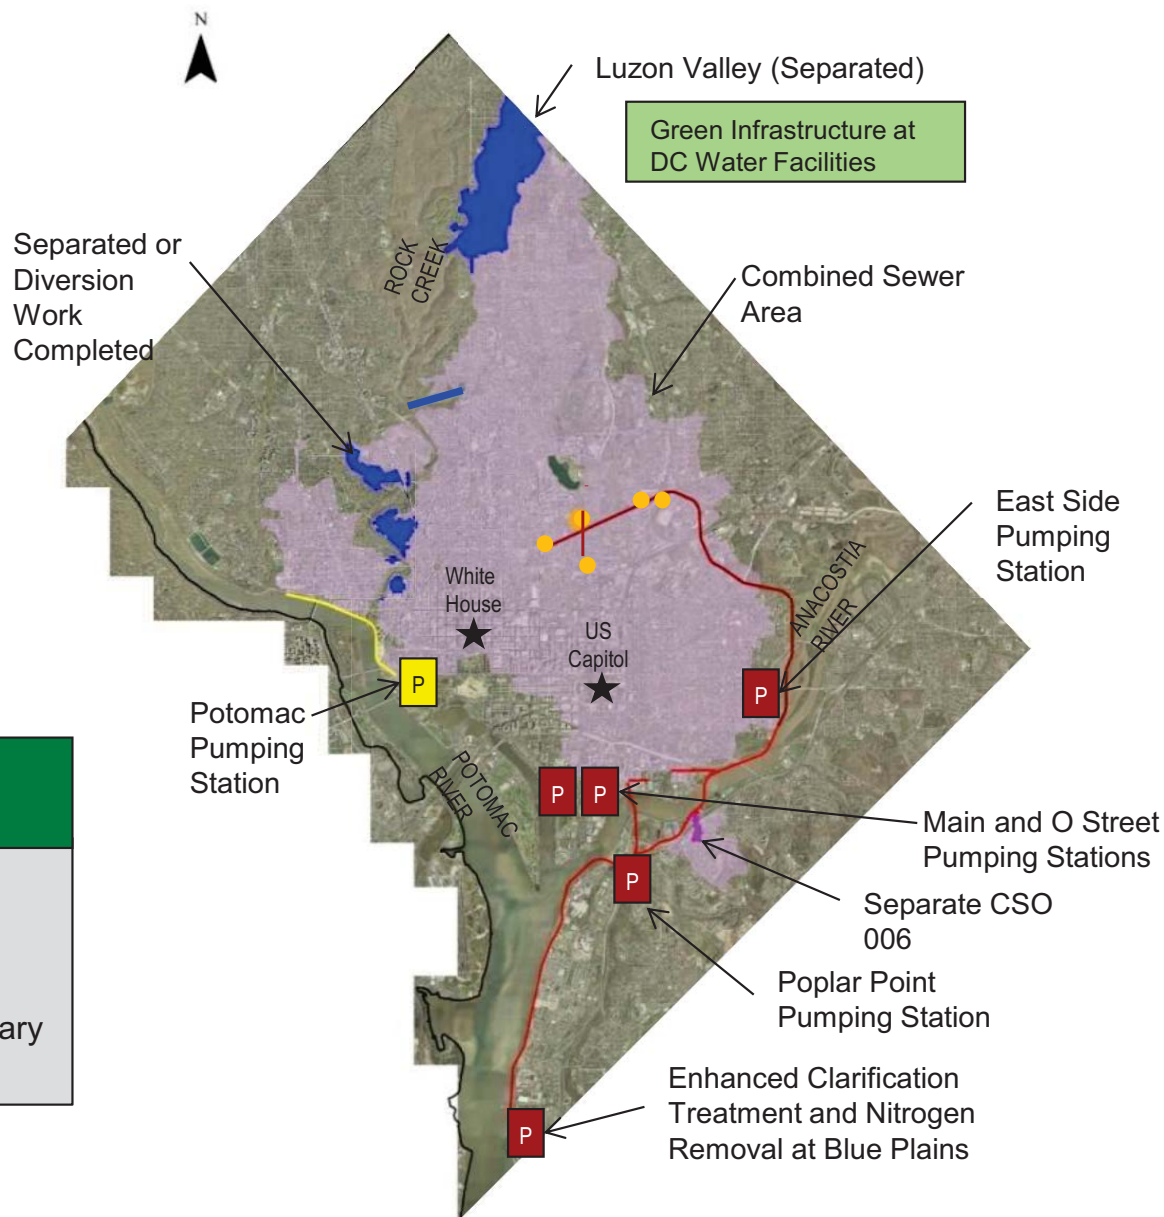 N
Luzon Valley (Separated)
Green Infrastructure at
DC Water Facilities
Separated or
Diversion
Work
Completed
ROCK
CREEK
Combined Sewer
Area
East Side
Pumping
Station
ANACOSTIA
RIVER
White
House
US
Capitol
P
P
Potomac
Pumping
Station
POTOMAC
RIVER
P
P
Main and O Street
Pumping Stations
P
Separate CSO
006
Poplar Point
Pumping Station
ary
Enhanced Clarification
Treatment and Nitrogen
Removal at Blue Plains
P